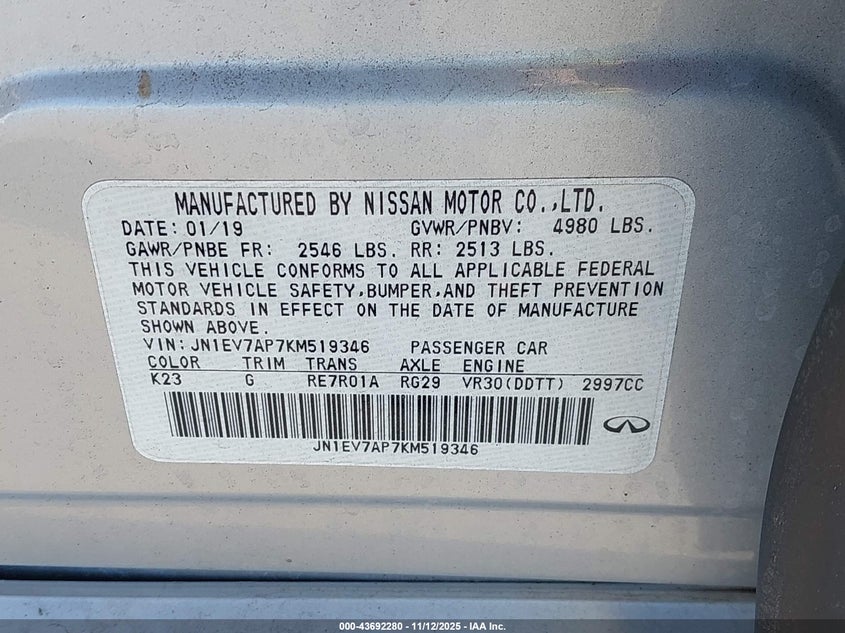 MANUFACTURED BY NISSAN MOTOR CO.,LTD.
DATE: 01/19 GVWR/PNBV: 4980 LBS.
GAWR/PNBE FR: 2546 LBS. RR: 2513 LBS.
THIS VEHICLE CONFORMS TO ALL APPLICABLE FEDERAL
MOTOR VEHICLE SAFETY,BUMPER,AND THEFT PREVENTION
STANDARDS IN EFFECT ON THE DATE OF MANUFACTURE
SHOWN ABOVE.
VIN:JN1EV7AP7KM519346 PASSENGER CAR
COLOR TRIM TRANS AXLE ENGINE
K23 G RE7R01A RG29 VR30(DDTT) 2997CC
JN1EV7AP7KM519346
000-43692280 - 11/12/2025 - IAA Inc.